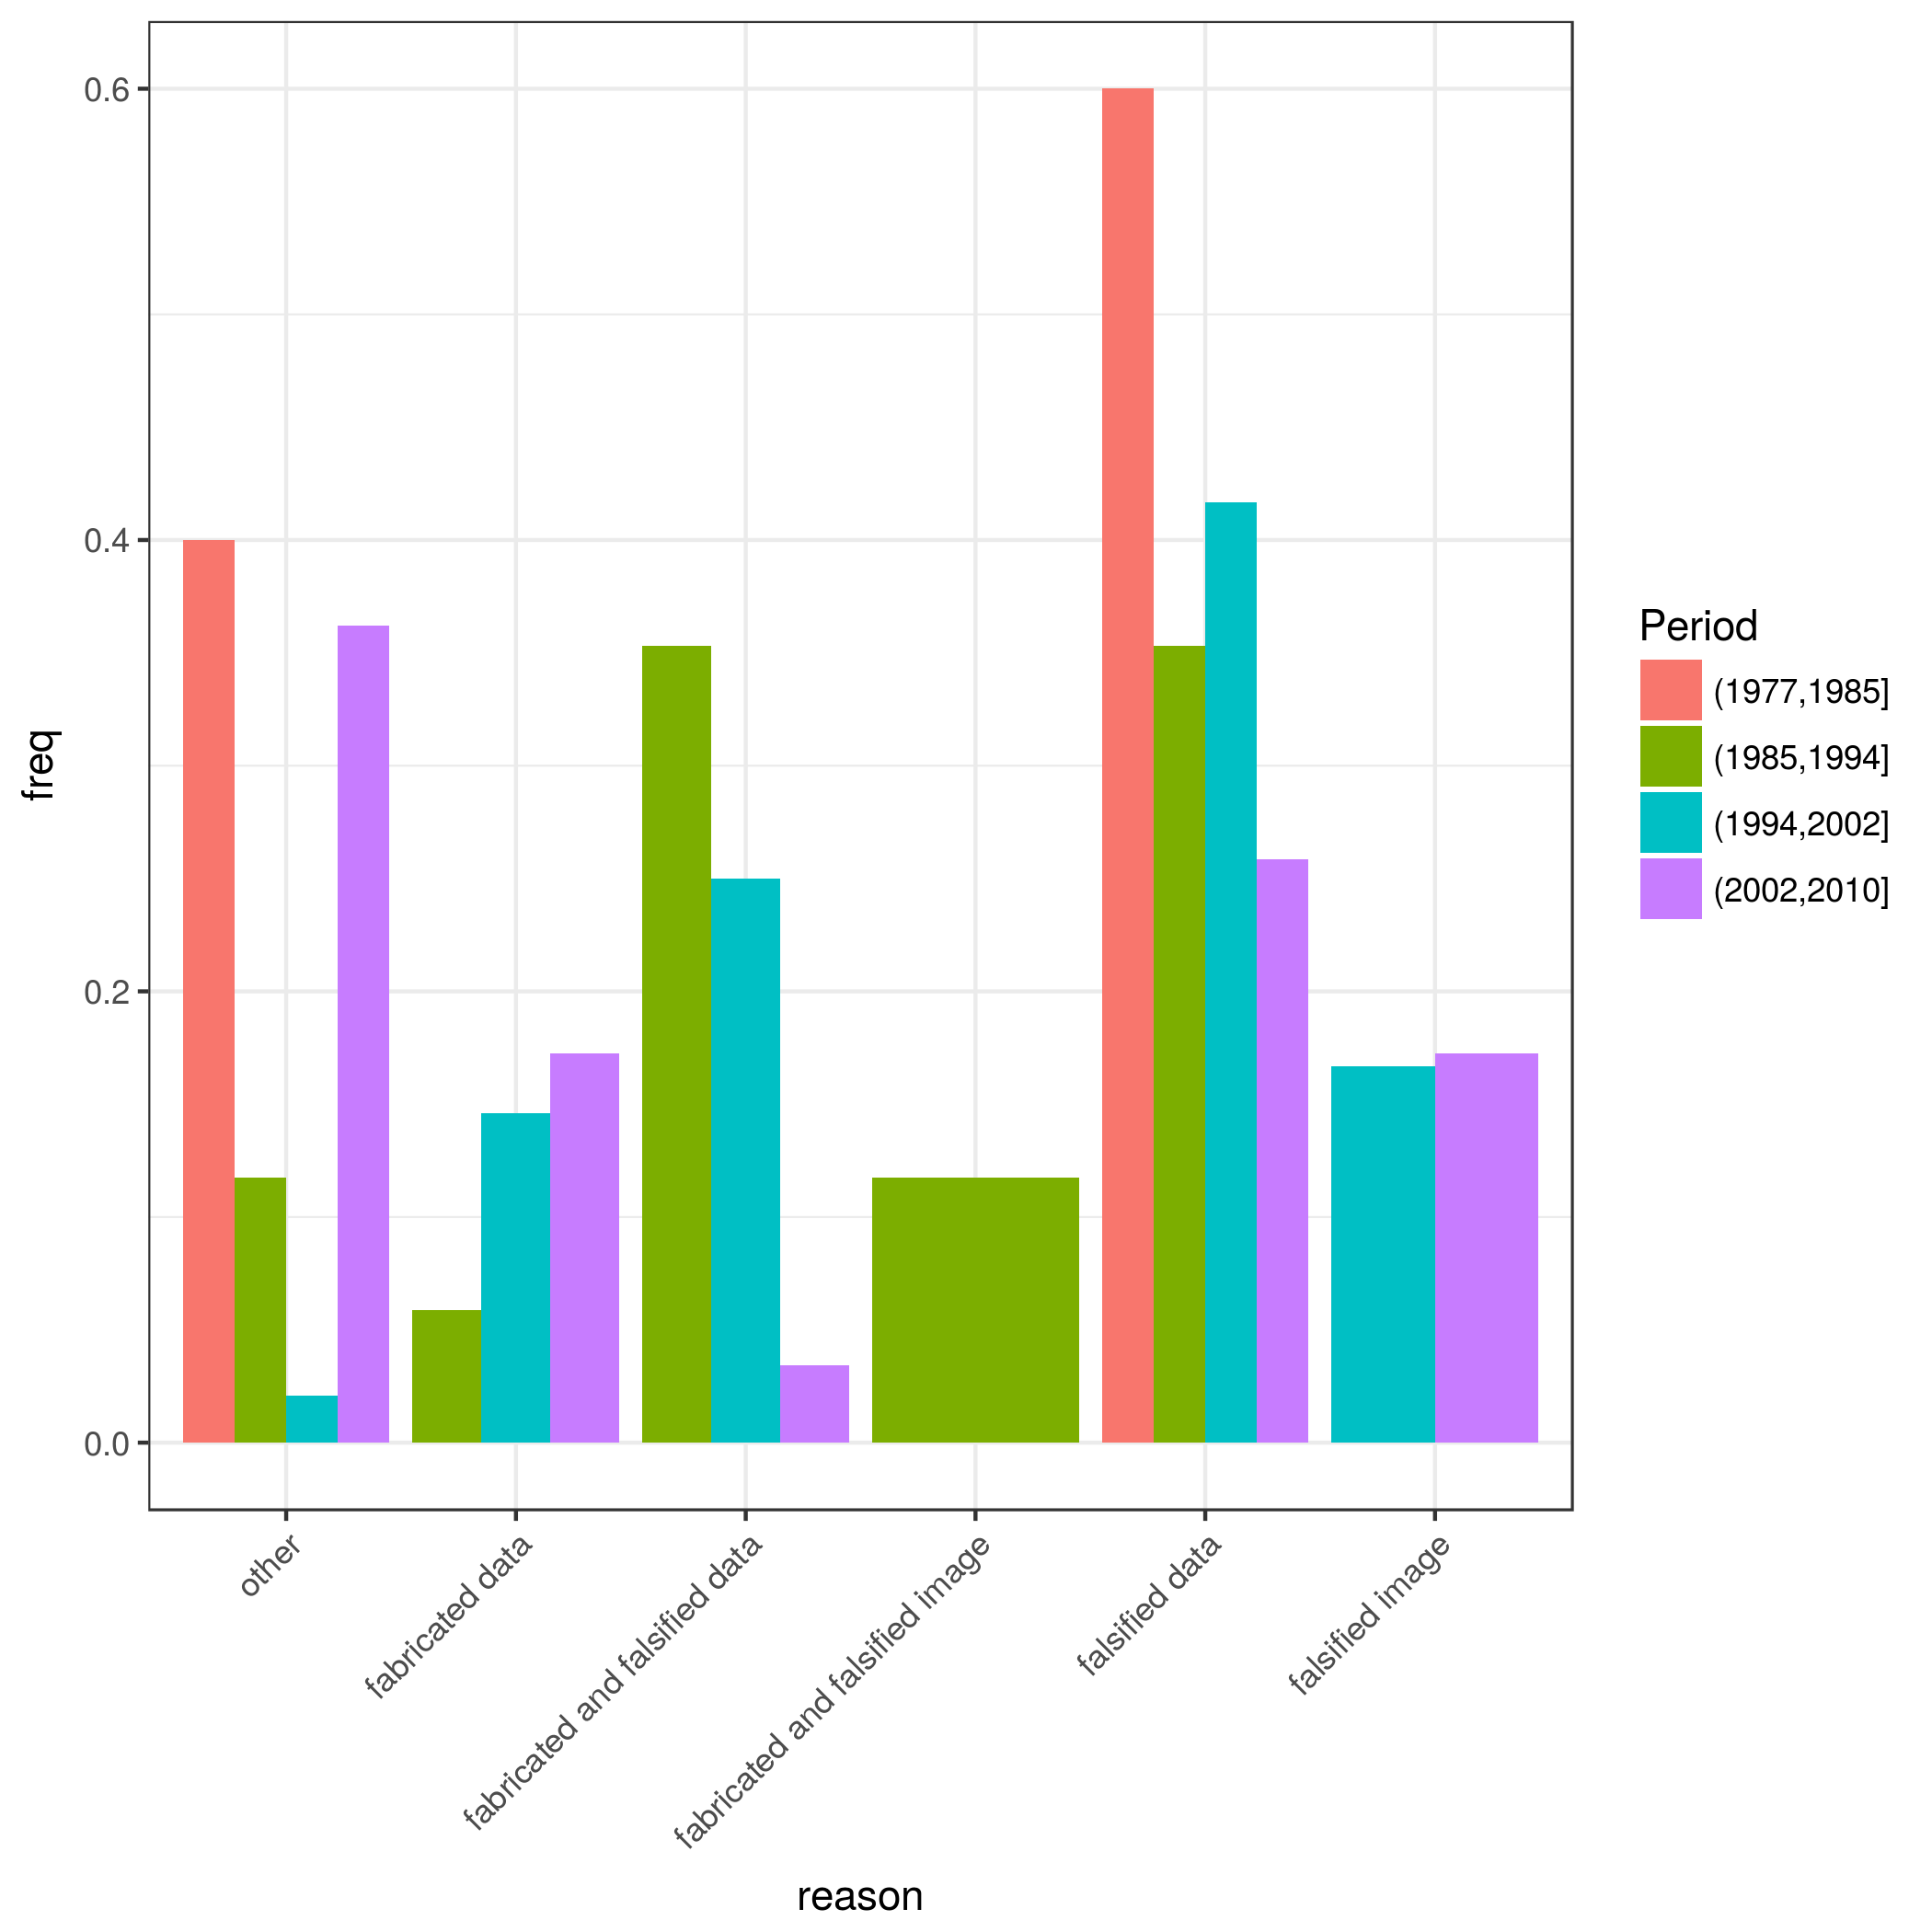 0.6
0.4
0.2
0.0
freq
other
fabricated data
fabricated and falsified data
fabricated and falsified image
falsified data
falsified image
reason
Period
(1977,1985]
(1985,1994]
(1994,2002]
(2002,2010]